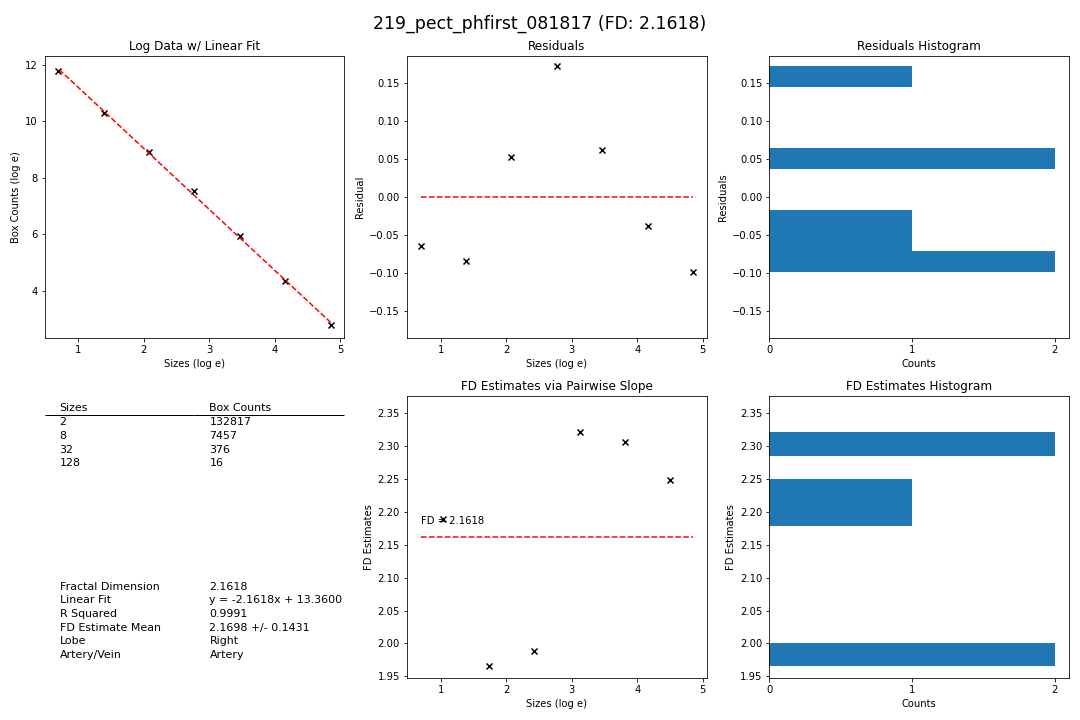 219_pect_phfirst_081817 (FD: 2.1618)
Log Data w/ Linear Fit
12
10
8
6
4
Box Counts (log e)
1 2 3 4 5
Sizes (log e)
Residuals
0.15
0.10
0.05
0.00
−0.05
−0.10
−0.15
Residual
1 2 3 4 5
Sizes (log e)
Residuals Histogram
0.15
0.10
0.05
0.00
−0.05
−0.10
−0.15
Residuals
0 1 2
Counts
Sizes Box Counts
2 132817
8 7457
32 376
128 16
Fractal Dimension 2.1618
Linear Fit y = -2.1618x + 13.3600
R Squared 0.9991
FD Estimate Mean 2.1698 +/- 0.1431
Lobe Right
Artery/Vein Artery
FD Estimates via Pairwise Slope
2.35
2.30
2.25
2.20
2.15
2.10
2.05
2.00
1.95
FD Estimates
FD = 2.1618
1 2 3 4 5
Sizes (log e)
FD Estimates Histogram
2.35
2.30
2.25
2.20
2.15
2.10
2.05
2.00
1.95
FD Estimates
0 1 2
Counts